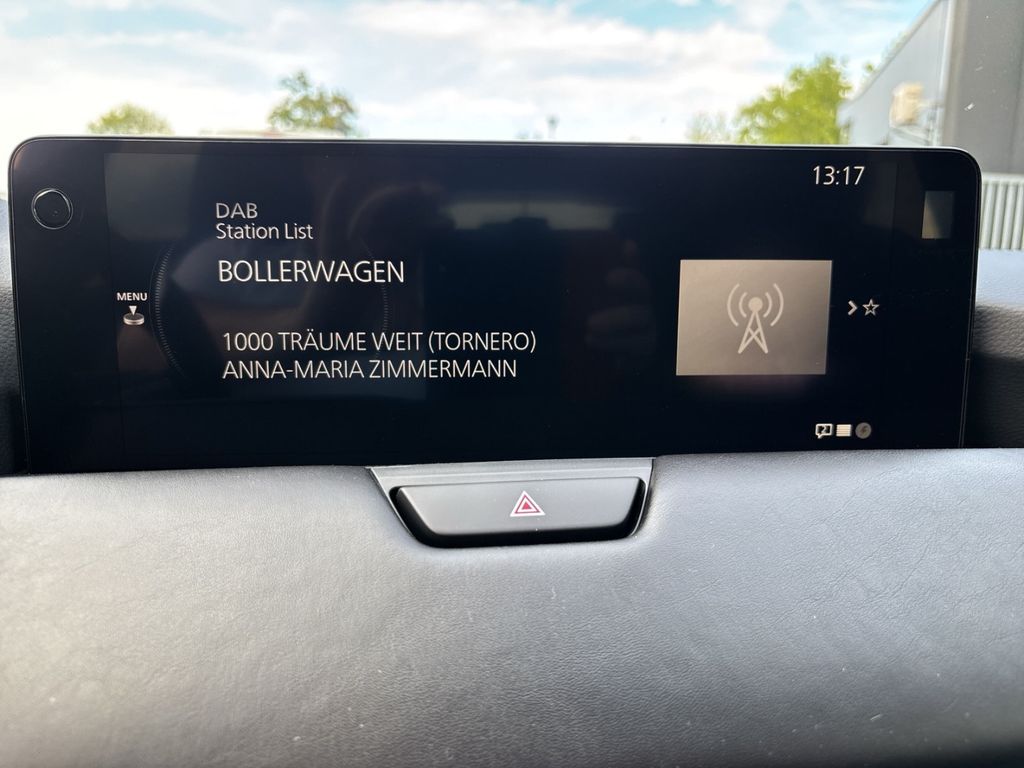 13:17
DAB
Station List
BOLLERWAGEN
MENU
1000 TRÄUME WEIT (TORNERO)
ANNA-MARIA ZIMMERMANN